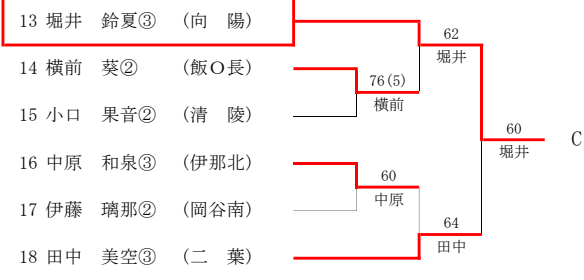 13 堀井 鈴夏③ (向 陽)
62
堀井
14 横前 葵② (飯O長)
76(5)
横前
15 小口 果音② (清 陵)
60
堀井
C
16 中原 和泉③ (伊那北)
60
中原
17 伊藤 璃那② (岡谷南)
64
田中
18 田中 美空③ (二 葉)